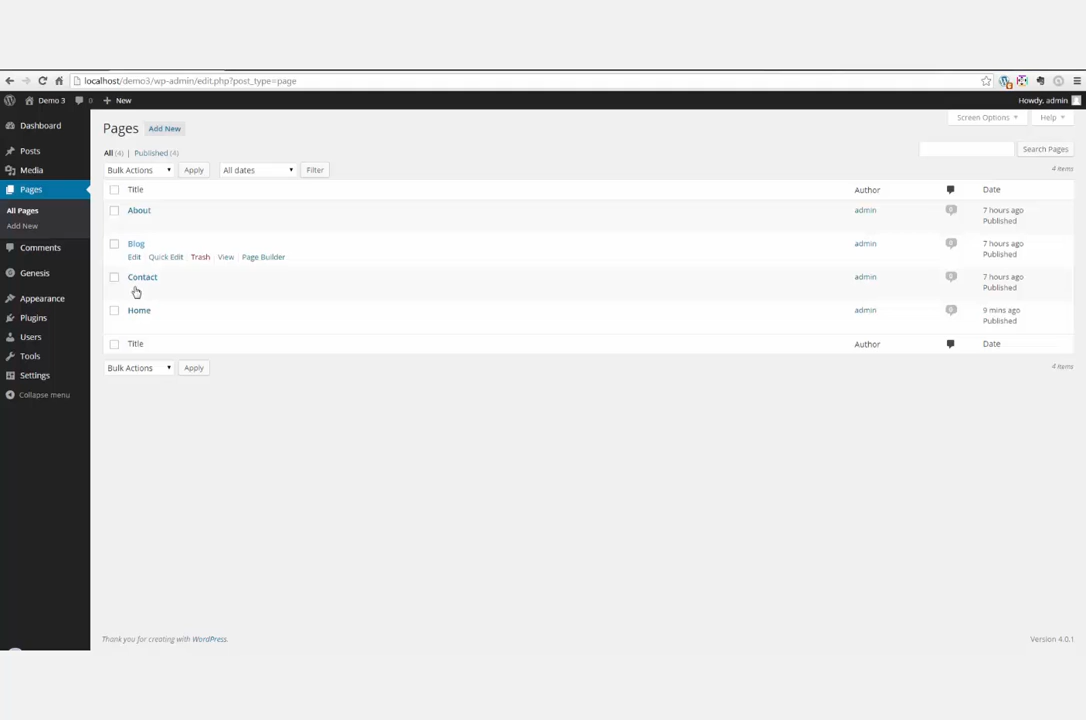 localhost/demo3/wp-admin/edit.php?post_type=page
Demo 3 0 New Howdy, admin
Dashboard
Posts
Media
Pages
All Pages
Add New
Comments
Genesis
Appearance
Plugins
Users
Tools
Settings
Collapse menu
Screen Options Help
Pages Add New
All (4) | Published (4)
Search Pages
Bulk Actions Apply All dates Filter
4 items
Title Author Date
About admin 0 7 hours ago
Published
Blog admin 0 7 hours ago
Edit Quick Edit Trash View Page Builder Published
Contact admin 0 7 hours ago
Published
Home admin 0 9 mins ago
Published
Title Author Date
Bulk Actions Apply
4 items
Thank you for creating with WordPress.
Version 4.0.1